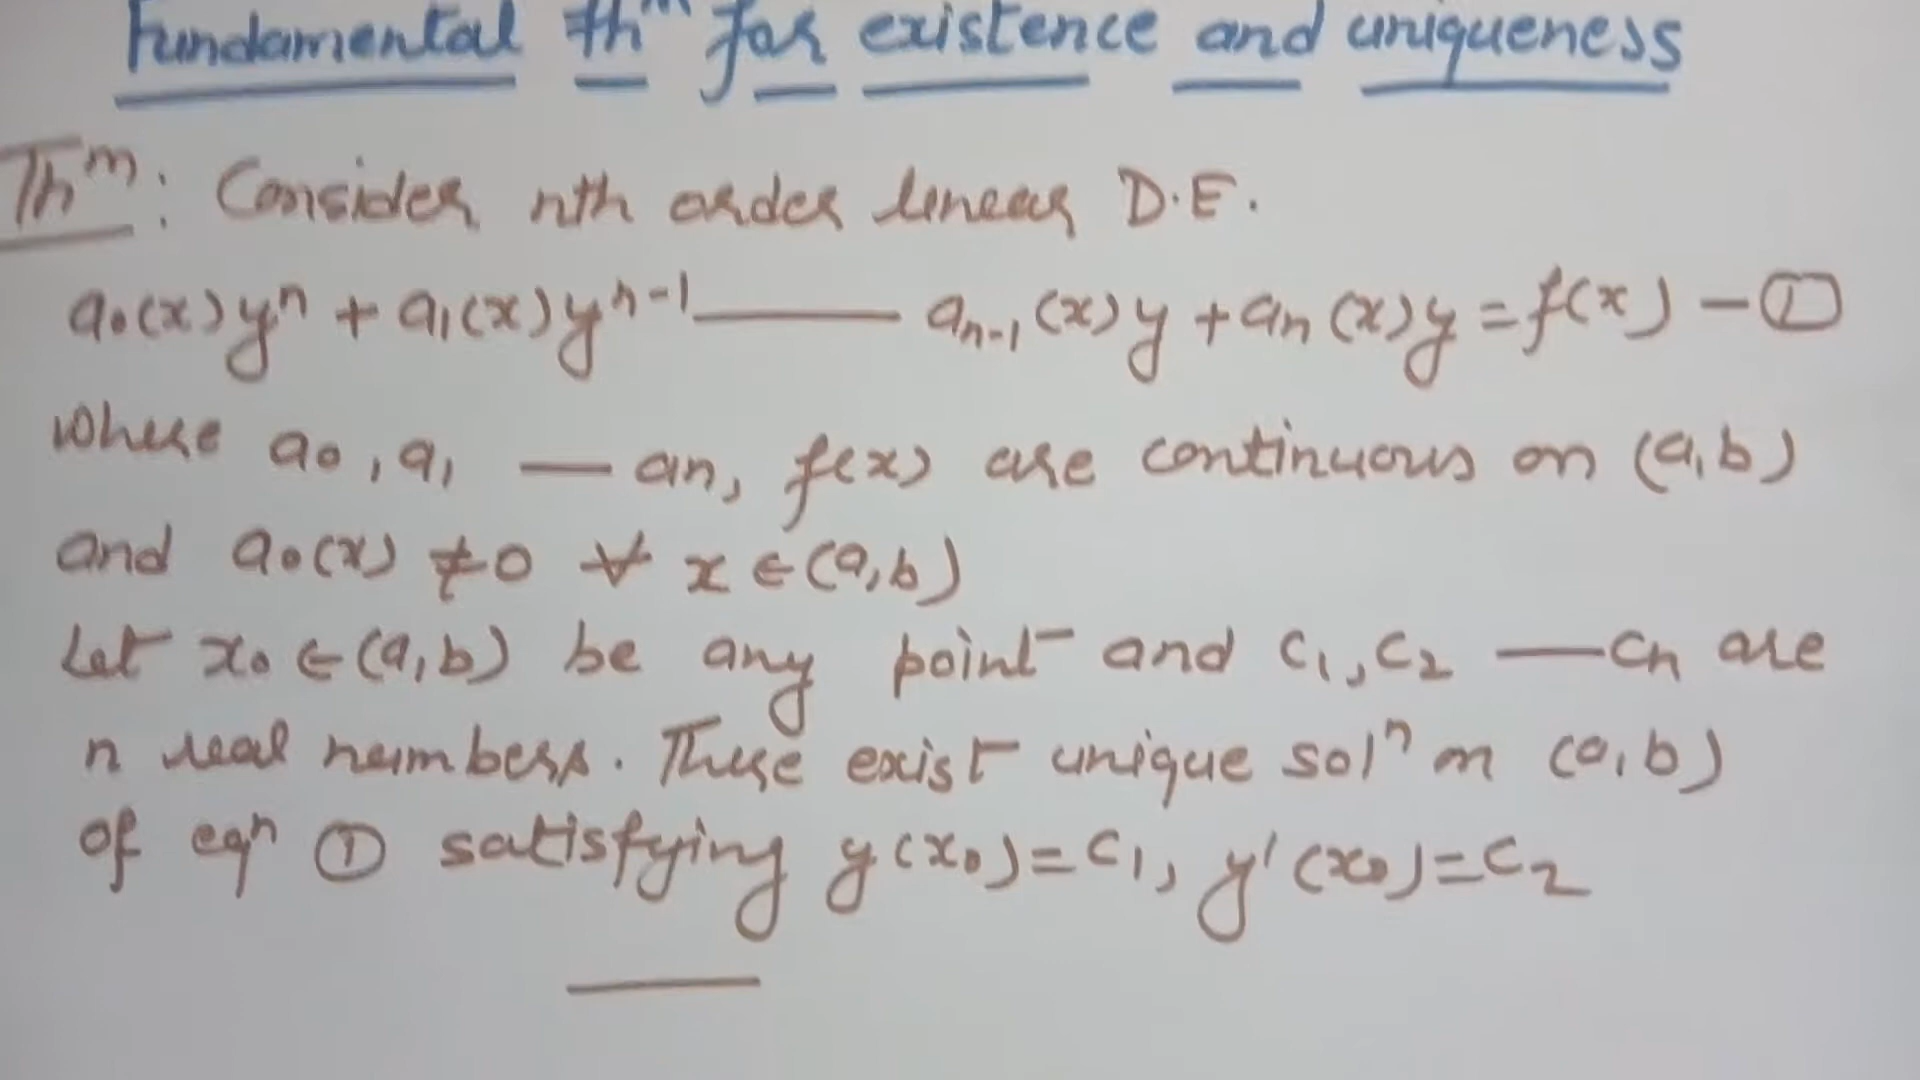 Fundamental thᵐ for existence and uniqueness
Thᵐ: Consider nth order linear D.E.
a₀(x)yⁿ + a₁(x)yⁿ⁻¹ —— aₙ₋₁(x)y + aₙ(x)y = f(x) — ①
where a₀, a₁ — aₙ, f(x) are continuous on (a,b)
and a₀(x) ≠ 0 ∀ x ∈ (a,b)
Let x₀ ∈ (a,b) be any point and c₁, c₂ — cₙ are
n real numbers. There exist unique solⁿ on (a,b)
of eqⁿ ① satisfying y(x₀) = c₁, y'(x₀) = c₂